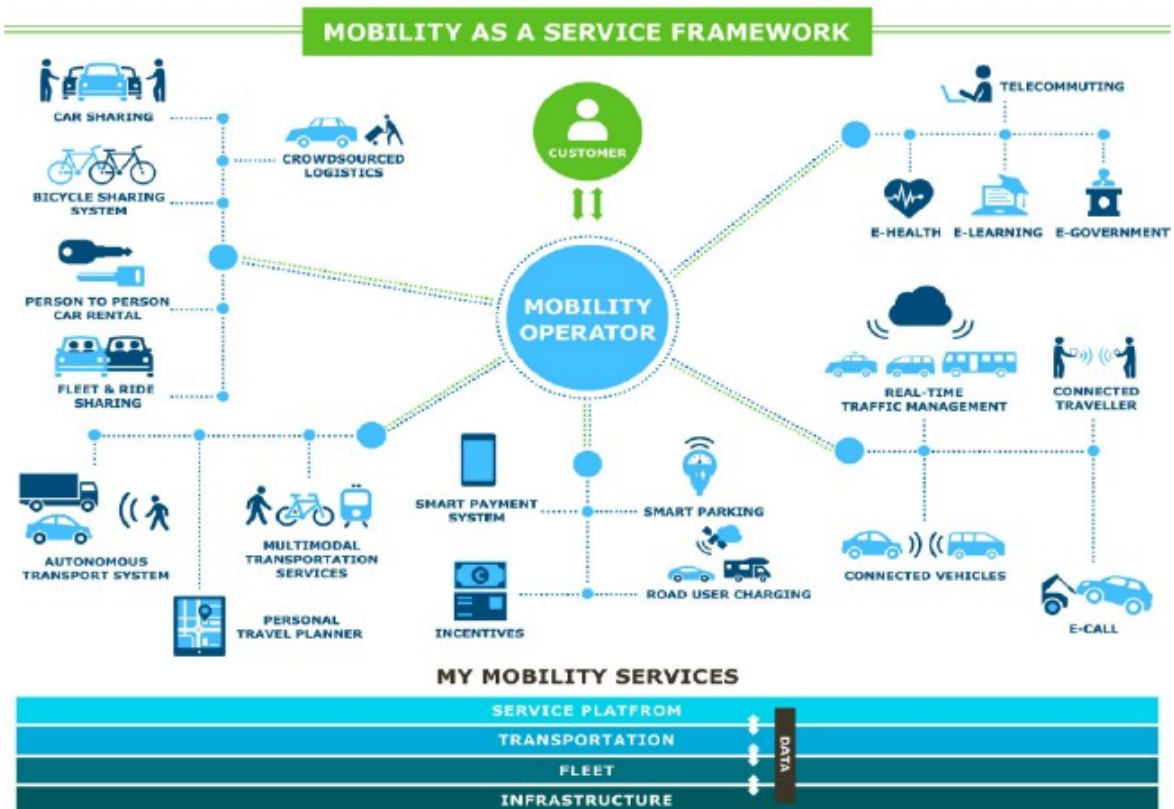 MOBILITY AS A SERVICE FRAMEWORK
CAR SHARING
CROWDSOURCED
LOGISTICS
BICYCLE SHARING
SYSTEM
PERSON TO PERSON
CAR RENTAL
FLEET & RIDE
SHARING
CUSTOMER
MOBILITY
OPERATOR
TELECOMMUTING
E-HEALTH
E-LEARNING
E-GOVERNMENT
REAL-TIME
TRAFFIC MANAGEMENT
CONNECTED
TRAVELLER
AUTONOMOUS
TRANSPORT SYSTEM
MULTIMODAL
TRANSPORTATION
SERVICES
PERSONAL
TRAVEL PLANNER
SMART PAYMENT
SYSTEM
SMART PARKING
INCENTIVES
ROAD USER CHARGING
CONNECTED VEHICLES
E-CALL
MY MOBILITY SERVICES
SERVICE PLATFROM
TRANSPORTATION
FLEET
INFRASTRUCTURE
DATA